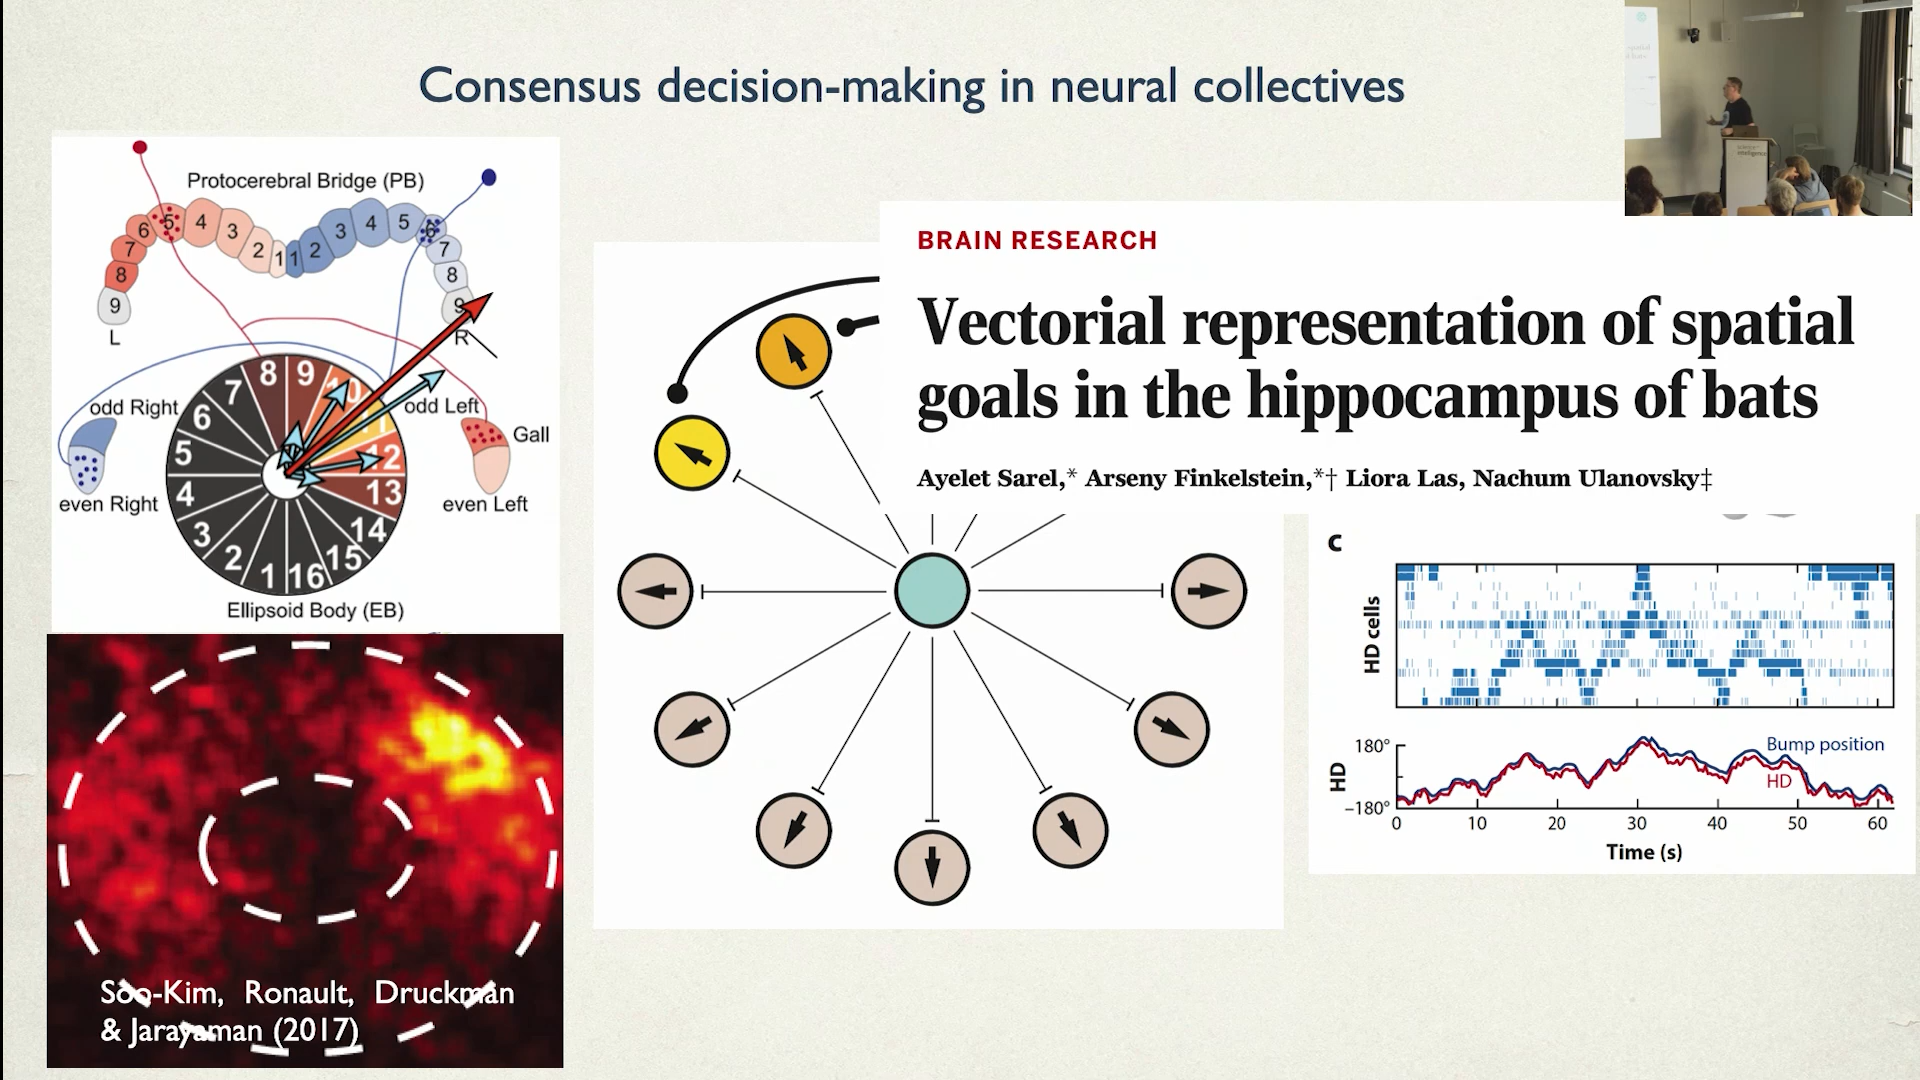 Consensus decision-making in neural collectives
Protocerebral Bridge (PB)
9 8 7 6 5 4 3 2 1 1 2 3 4 5 6 7 8 9
L
R
odd Right
odd Left
Gall
even Right
even Left
1 2 3 4 5 6 7 8 9 10 11 12 13 14 15 16
Ellipsoid Body (EB)
Soo-Kim, Ronault, Druckman
& Jarayaman (2017)
BRAIN RESEARCH
Vectorial representation of spatial
goals in the hippocampus of bats
Ayelet Sarel,* Arseny Finkelstein,*† Liora Las, Nachum Ulanovsky‡
c
HD cells
180°
HD
-180°
Bump position
HD
0 10 20 30 40 50 60
Time (s)